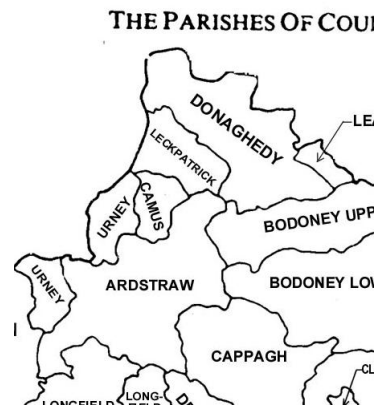 THE PARISHES OF COU
DONAGHEDY
LEA
LECKPATRICK
CAMUS
URNEY
BODONEY UPP
URNEY
ARDSTRAW
BODONEY LOW
CAPPAGH
CL
LONGFIELD
LONG-